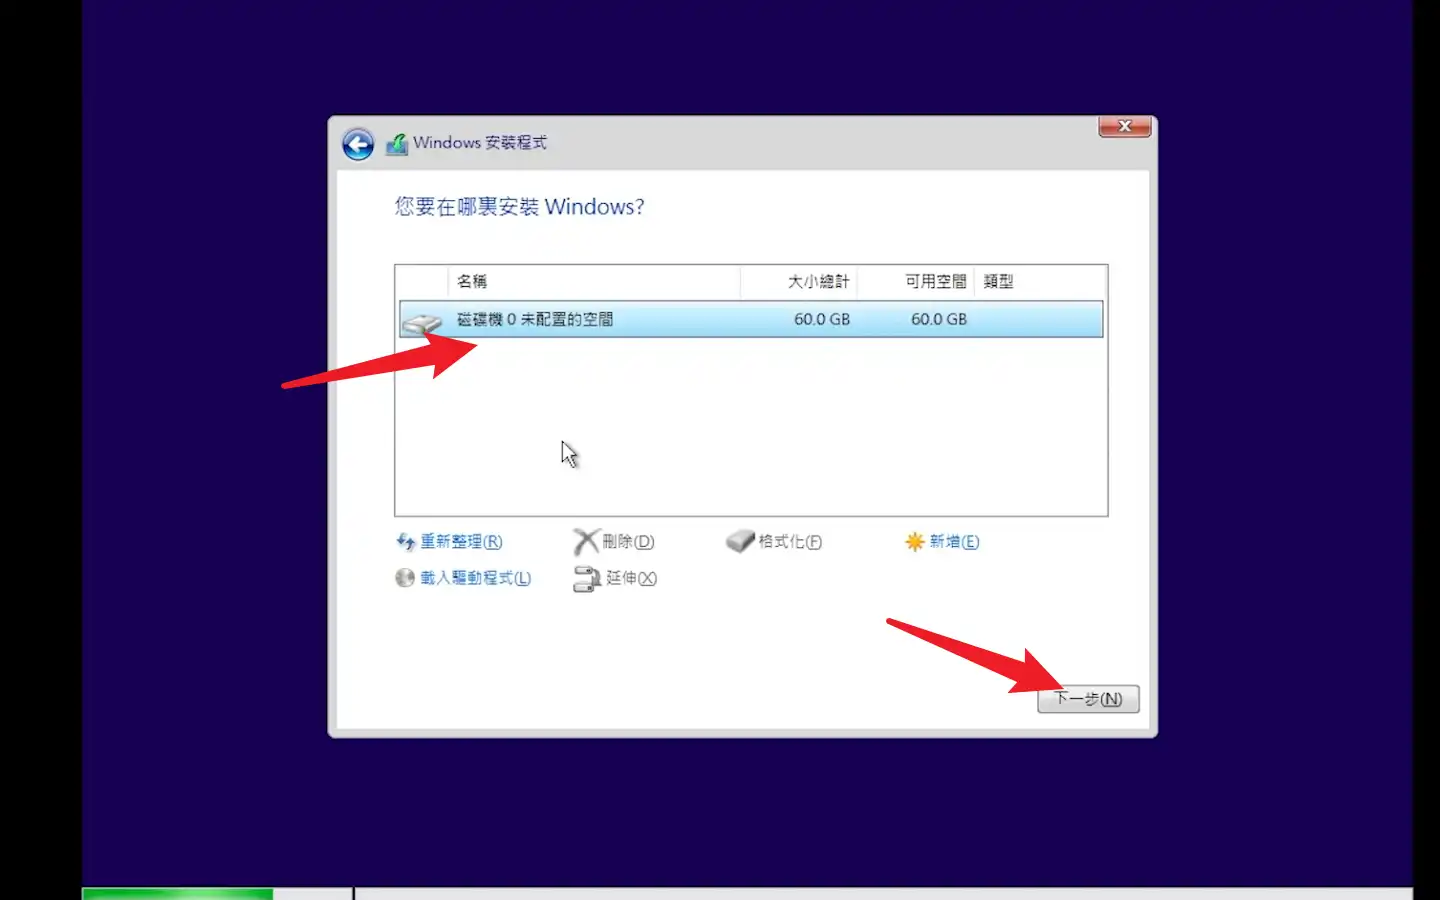 Windows 安裝程式
您要在哪裏安裝 Windows?
名稱 大小總計 可用空間 類型
磁碟機 0 未配置的空間 60.0 GB 60.0 GB
重新整理(R) 刪除(D) 格式化(F) 新增(E)
載入驅動程式(L) 延伸(X)
下一步(N)